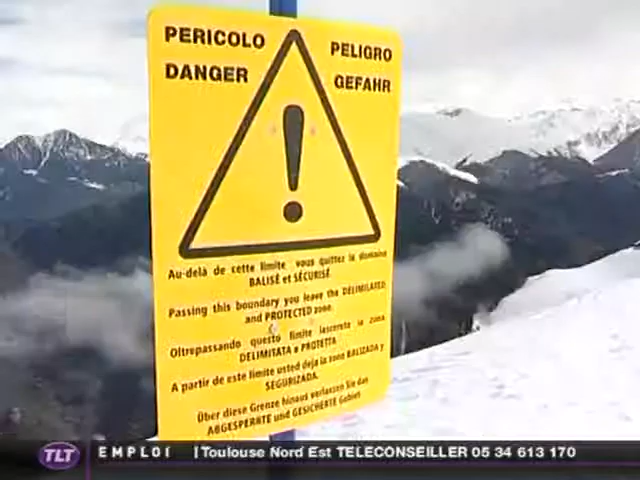 PERICOLO PELIGRO
DANGER GEFAHR
!
Au-delà de cette limite vous quittez le domaine
BALISÉ et SÉCURISÉ.
Passing this boundary you leave the DELIMITATED
and PROTECTED zone.
Oltrepassando questo limite lascerete la zona
DELIMITATA e PROTETTA.
A partir de este limite usted deja la zona BALIZADA y
SEGURIZADA.
Über diese Grenze hinaus verlassen Sie das
ABGESPERRTE und GESICHERTE Gebiet
TLT EMPLOI Toulouse Nord Est TELECONSEILLER 05 34 613 170